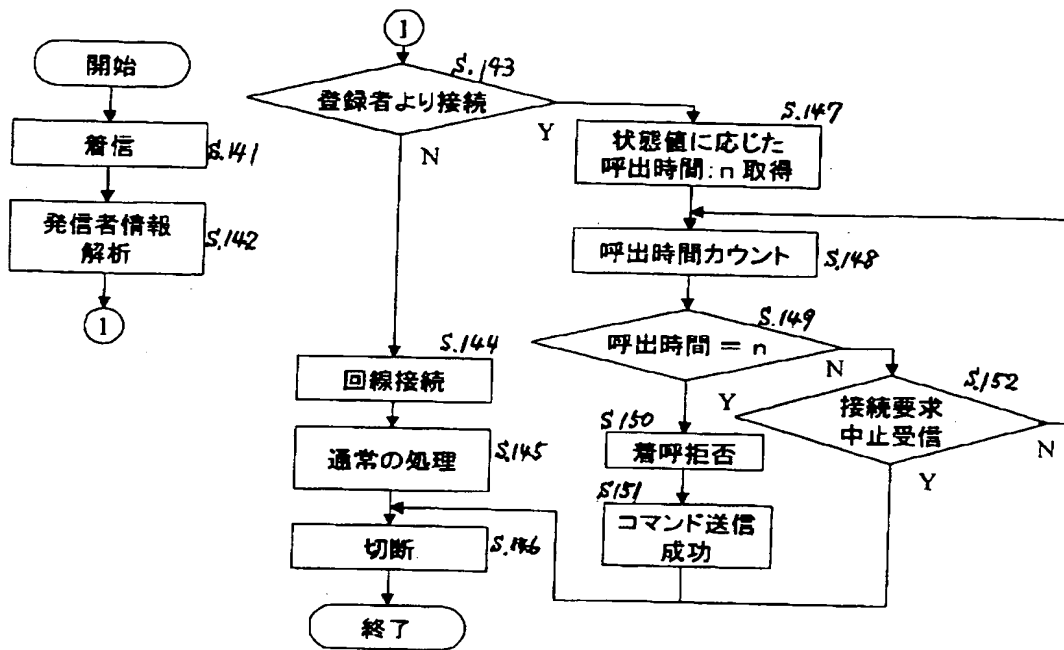 開始
着信
S.141
発信者情報
解析
S.142
1
1
S.143
登録者より接続
Y
N
S.147
状態値に応じた
呼出時間:n 取得
呼出時間カウント
S.148
S.149
呼出時間 = n
N
Y
S.152
接続要求
中止受信
N
Y
S.144
回線接続
通常の処理
S.145
S150
着呼拒否
S151
コマンド送信
成功
切断
S.146
終了